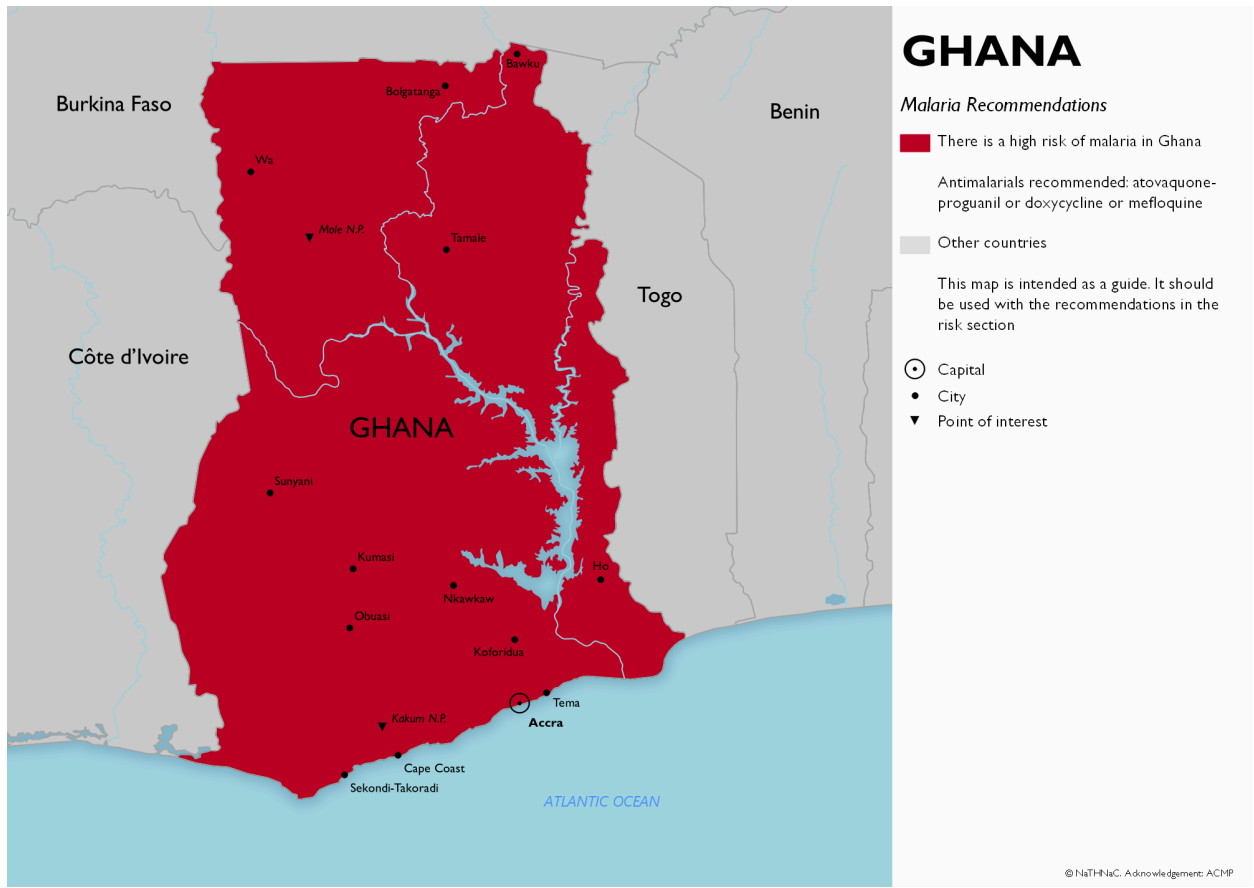 GHANA
Malaria Recommendations
There is a high risk of malaria in Ghana
Antimalarials recommended: atovaquone-
proguanil or doxycycline or mefloquine
Other countries
This map is intended as a guide. It should
be used with the recommendations in the
risk section
Capital
City
Point of interest
Burkina Faso
Benin
Togo
Côte d'Ivoire
GHANA
Bawku
Bolgatanga
Wa
Mole N.P.
Tamale
Sunyani
Kumasi
Ho
Nkawkaw
Obuasi
Koforidua
Tema
Accra
Kakum N.P.
Cape Coast
Sekondi-Takoradi
ATLANTIC OCEAN
© NaTHNaC. Acknowledgement: ACMP